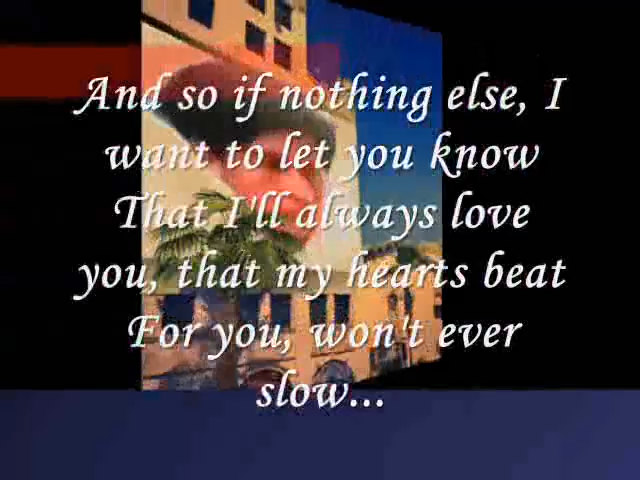 And so if nothing else, I
want to let you know
That I'll always love
you, that my hearts beat
For you, won't ever
slow...